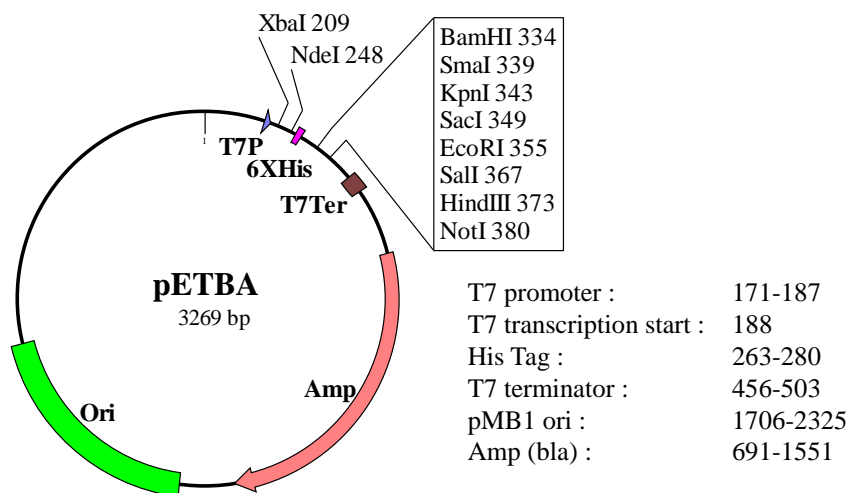 XbaI 209
NdeI 248
BamHI 334
SmaI 339
KpnI 343
SacI 349
EcoRI 355
SalI 367
HindIII 373
NotI 380
1
T7P
6XHis
T7Ter
pETBA
3269 bp
Amp
Ori
T7 promoter : 171-187
T7 transcription start : 188
His Tag : 263-280
T7 terminator : 456-503
pMB1 ori : 1706-2325
Amp (bla) : 691-1551